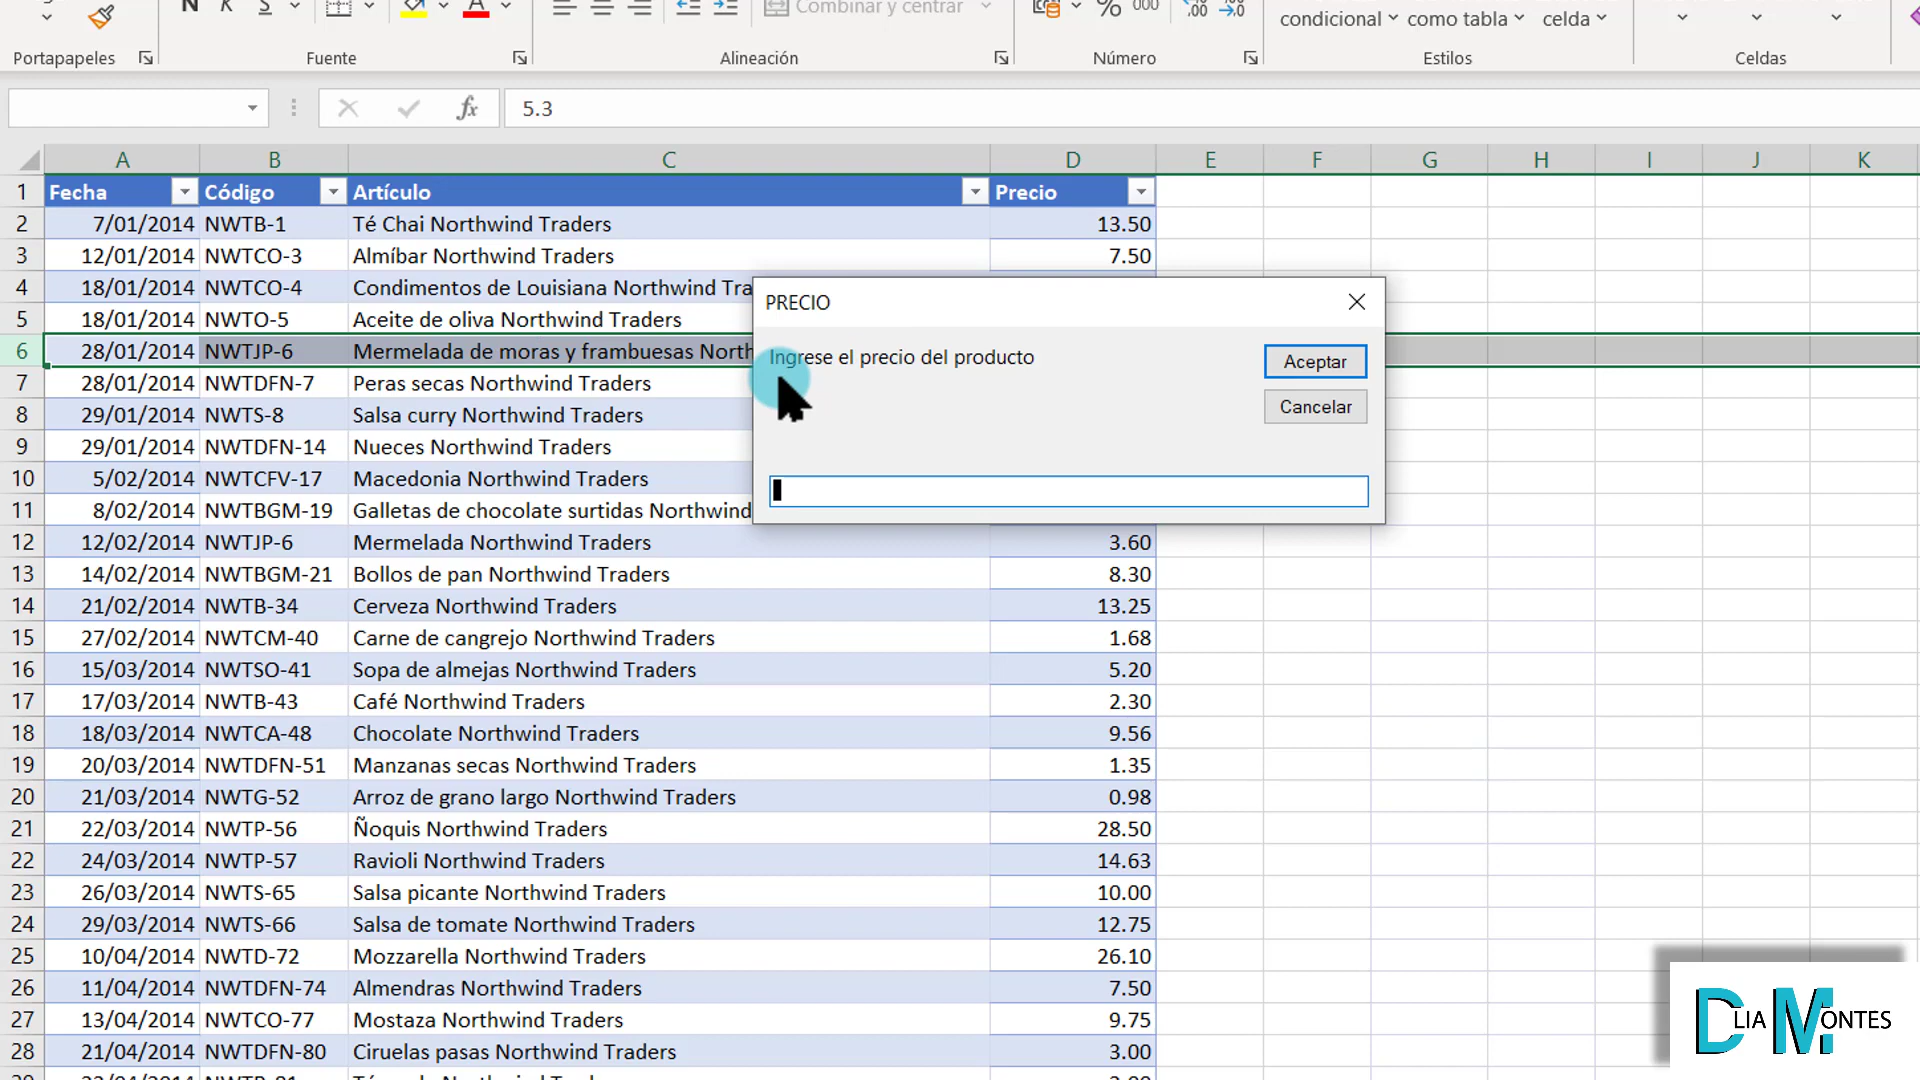 N K S A Combinar y centrar % 000 ,00 ,0
condicional como tabla celda
Portapapeles Fuente Alineación Número Estilos Celdas
fx 5.3
A B C D E F G H I J K
1 Fecha Código Artículo Precio
2 7/01/2014 NWTB-1 Té Chai Northwind Traders 13.50
3 12/01/2014 NWTCO-3 Almíbar Northwind Traders 7.50
4 18/01/2014 NWTCO-4 Condimentos de Louisiana Northwind Tra
5 18/01/2014 NWTO-5 Aceite de oliva Northwind Traders
6 28/01/2014 NWTJP-6 Mermelada de moras y frambuesas North
7 28/01/2014 NWTDFN-7 Peras secas Northwind Traders
8 29/01/2014 NWTS-8 Salsa curry Northwind Traders
9 29/01/2014 NWTDFN-14 Nueces Northwind Traders
10 5/02/2014 NWTCFV-17 Macedonia Northwind Traders
11 8/02/2014 NWTBGM-19 Galletas de chocolate surtidas Northwind
PRECIO
Ingrese el precio del producto
Aceptar
Cancelar
12 12/02/2014 NWTJP-6 Mermelada Northwind Traders 3.60
13 14/02/2014 NWTBGM-21 Bollos de pan Northwind Traders 8.30
14 21/02/2014 NWTB-34 Cerveza Northwind Traders 13.25
15 27/02/2014 NWTCM-40 Carne de cangrejo Northwind Traders 1.68
16 15/03/2014 NWTSO-41 Sopa de almejas Northwind Traders 5.20
17 17/03/2014 NWTB-43 Café Northwind Traders 2.30
18 18/03/2014 NWTCA-48 Chocolate Northwind Traders 9.56
19 20/03/2014 NWTDFN-51 Manzanas secas Northwind Traders 1.35
20 21/03/2014 NWTG-52 Arroz de grano largo Northwind Traders 0.98
21 22/03/2014 NWTP-56 Ñoquis Northwind Traders 28.50
22 24/03/2014 NWTP-57 Ravioli Northwind Traders 14.63
23 26/03/2014 NWTS-65 Salsa picante Northwind Traders 10.00
24 29/03/2014 NWTS-66 Salsa de tomate Northwind Traders 12.75
25 10/04/2014 NWTD-72 Mozzarella Northwind Traders 26.10
26 11/04/2014 NWTDFN-74 Almendras Northwind Traders 7.50
27 13/04/2014 NWTCO-77 Mostaza Northwind Traders 9.75
28 21/04/2014 NWTDFN-80 Ciruelas pasas Northwind Traders 3.00
DLIA MONTES